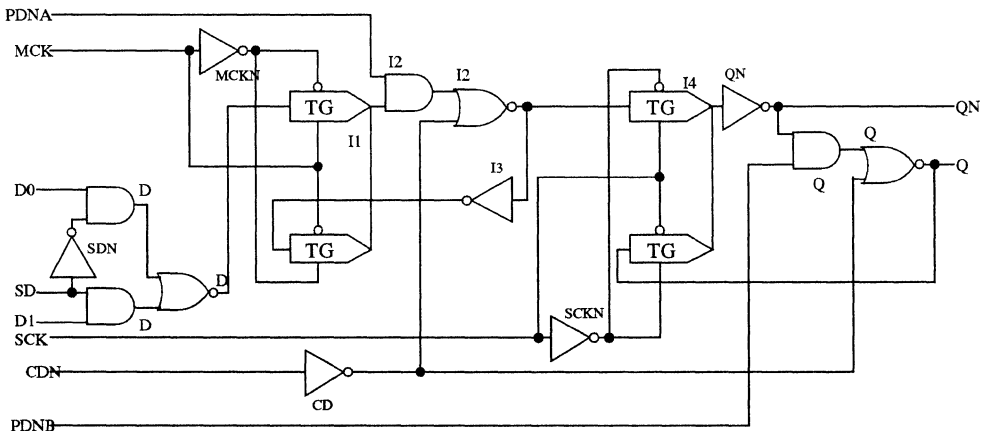 PDNA
MCK
MCKN
I2
I2
I4
QN
TG
TG
QN
I1
Q
Q
Q
I3
D0
D
SDN
TG
TG
SD
D
D1
D
SCK
SCKN
CDN
CD
PDNB